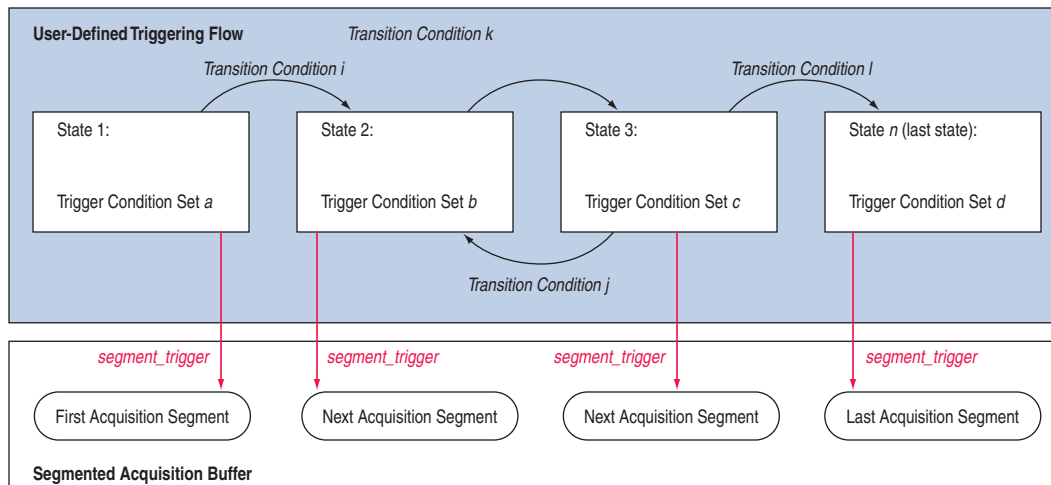 User-Defined Triggering Flow
Transition Condition k
Transition Condition i
Transition Condition l
State 1:
Trigger Condition Set a
State 2:
Trigger Condition Set b
State 3:
Trigger Condition Set c
State n (last state):
Trigger Condition Set d
Transition Condition j
segment_trigger
segment_trigger
segment_trigger
segment_trigger
First Acquisition Segment
Next Acquisition Segment
Next Acquisition Segment
Last Acquisition Segment
Segmented Acquisition Buffer